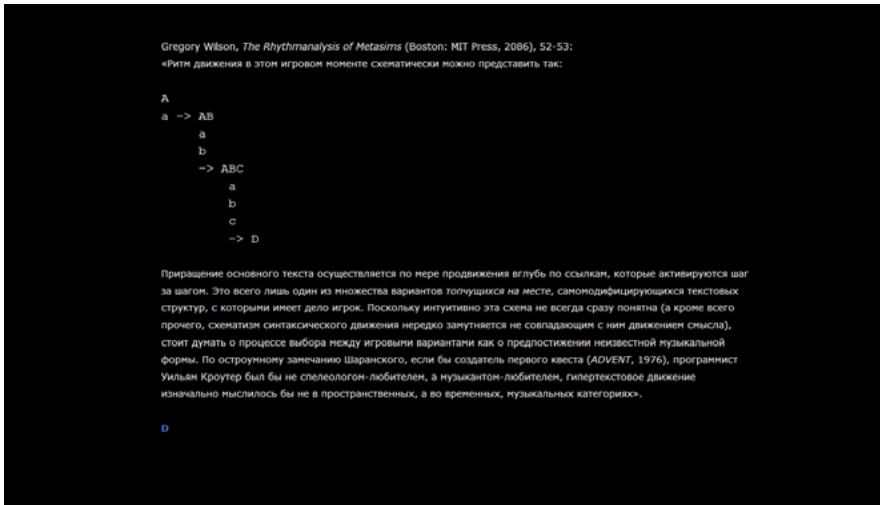 Gregory Wilson, The Rhythmanalysis of Metasims (Boston: MIT Press, 2086), 52-53:
«Ритм движения в этом игровом моменте схематически можно представить так:
A
a -> AB
a
b
-> ABC
a
b
c
-> D
Приращение основного текста осуществляется по мере продвижения вглубь по ссылкам, которые активируются шаг
за шагом. Это всего лишь один из множества вариантов топчущихся на месте, самомодифицирующихся текстовых
структур, с которыми имеет дело игрок. Поскольку интуитивно эта схема не всегда сразу понятна (а кроме всего
прочего, схематизм синтаксического движения нередко замутняется не совпадающим с ним движением смысла),
стоит думать о процессе выбора между игровыми вариантами как о предпостижении неизвестной музыкальной
формы. По остроумному замечанию Шаранского, если бы создатель первого квеста (ADVENT, 1976), программист
Уильям Кроутер был бы не спелеологом-любителем, а музыкантом-любителем, гипертекстовое движение
изначально мыслилось бы не в пространственных, а во временных, музыкальных категориях».
D